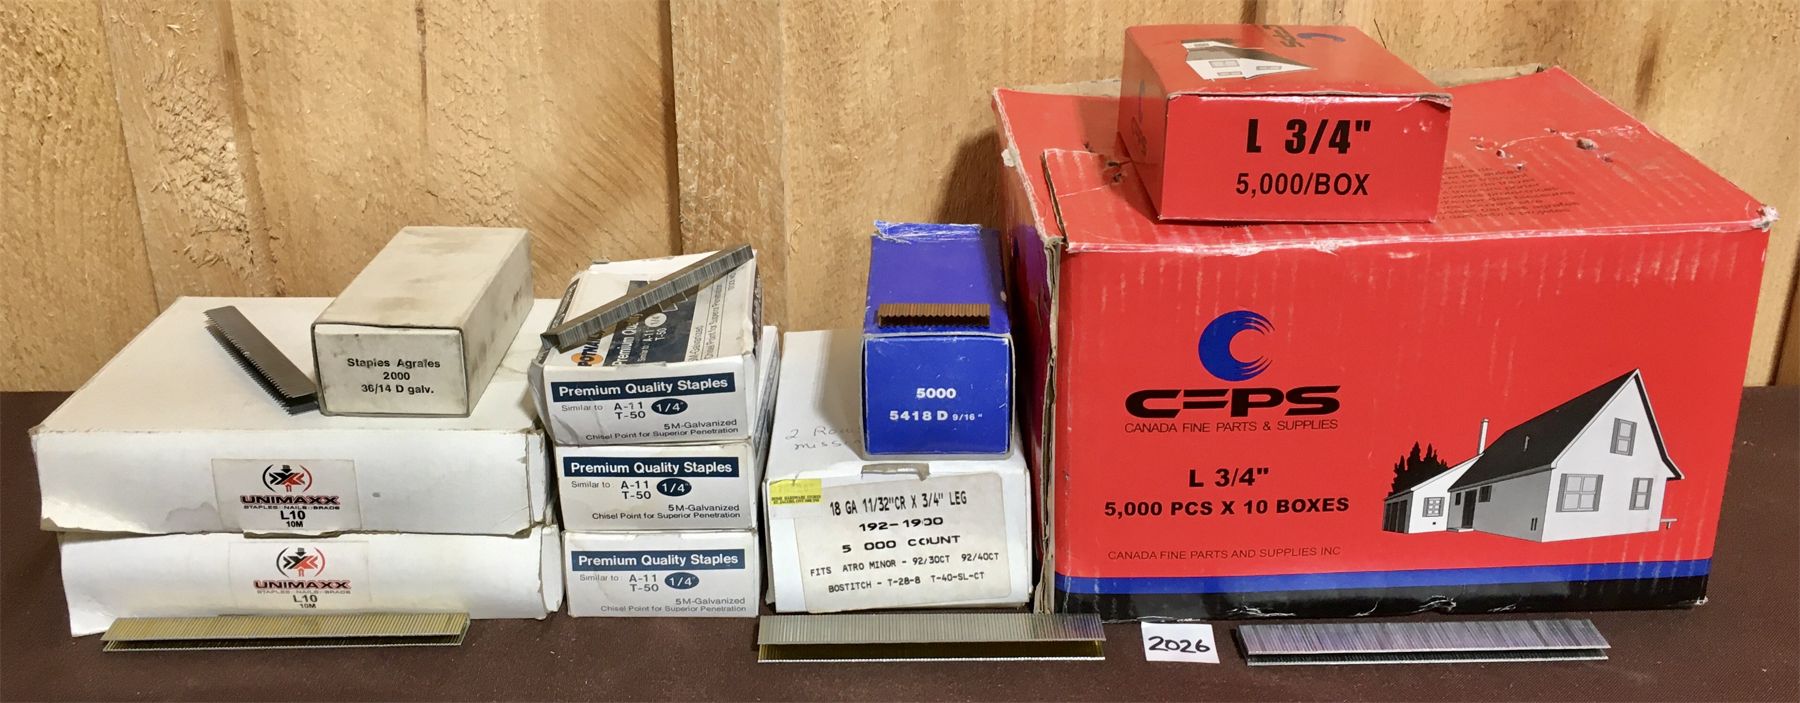 Staples Agrafes
2000
36/14 D galv.
UNIMAXX
STAPLES NAILS BRADS
L10
10M
UNIMAXX
STAPLES NAILS BRADS
L10
10M
Premium Quality Staples
Similar to A-11
T-50 1/4"
5M-Galvanized
Chisel Point for Superior Penetration
Premium Quality Staples
Similar to A-11
T-50 1/4"
5M-Galvanized
Chisel Point for Superior Penetration
Premium Quality Staples
Similar to A-11
T-50 1/4"
5M-Galvanized
Chisel Point for Superior Penetration
5000
5418 D 9/16"
18 GA 11/32"CR X 3/4" LEG
192-1900
5 000 COUNT
FITS ATRO MINOR - 92/30CT 92/40CT
BOSTITCH - T-28-8 T-40-SL-CT
L 3/4"
5,000/BOX
CFPS
CANADA FINE PARTS & SUPPLIES
L 3/4"
5,000 PCS X 10 BOXES
CANADA FINE PARTS AND SUPPLIES INC
2026